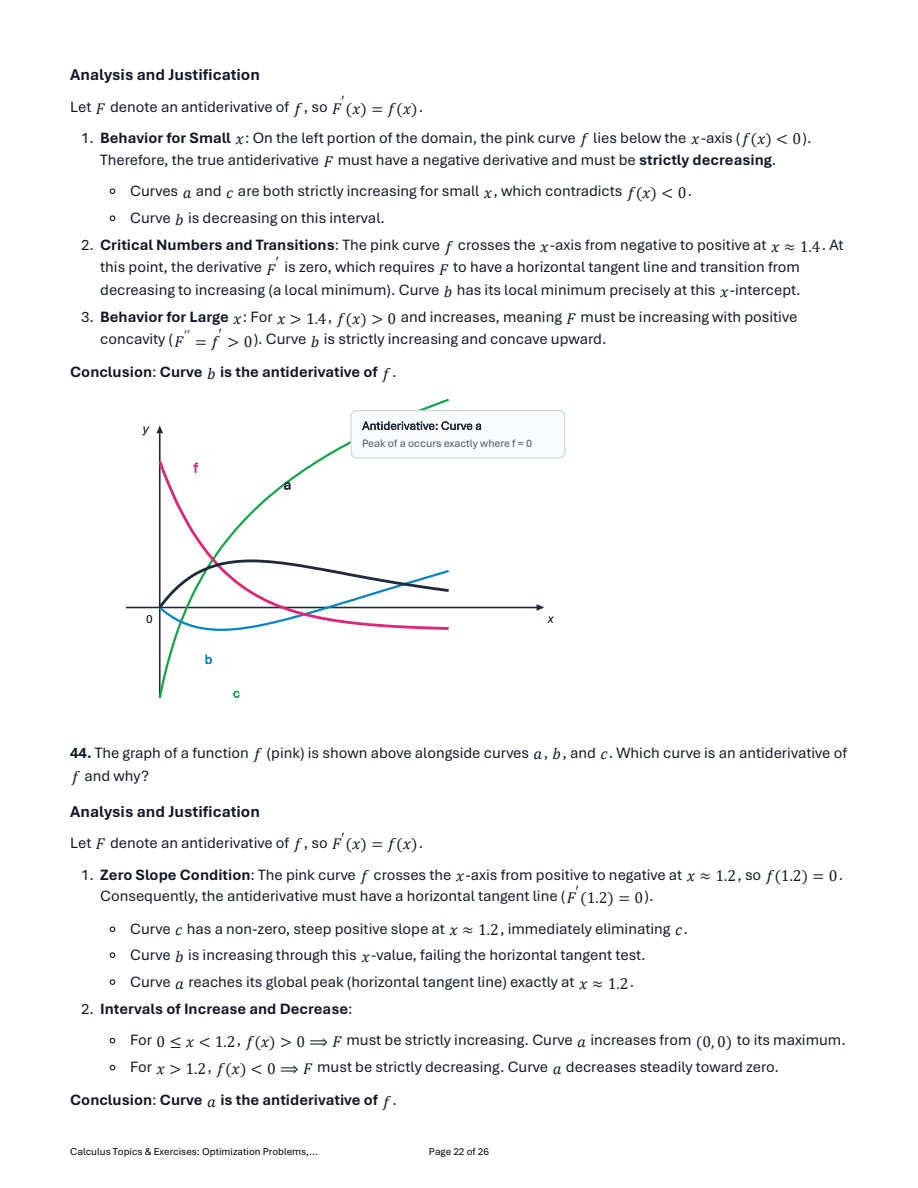 Analysis and Justification
Let F denote an antiderivative of f, so F′(x) = f(x).
1. Behavior for Small x: On the left portion of the domain, the pink curve f lies below the x-axis (f(x) < 0).
Therefore, the true antiderivative F must have a negative derivative and must be strictly decreasing.
∘ Curves a and c are both strictly increasing for small x, which contradicts f(x) < 0.
∘ Curve b is decreasing on this interval.
2. Critical Numbers and Transitions: The pink curve f crosses the x-axis from negative to positive at x ≈ 1.4. At
this point, the derivative F′ is zero, which requires F to have a horizontal tangent line and transition from
decreasing to increasing (a local minimum). Curve b has its local minimum precisely at this x-intercept.
3. Behavior for Large x: For x > 1.4, f(x) > 0 and increases, meaning F must be increasing with positive
concavity (F″ = f′ > 0). Curve b is strictly increasing and concave upward.
Conclusion: Curve b is the antiderivative of f.
Antiderivative: Curve a
Peak of a occurs exactly where f = 0
y
f
a
0
x
b
c
44. The graph of a function f (pink) is shown above alongside curves a, b, and c. Which curve is an antiderivative of
f and why?
Analysis and Justification
Let F denote an antiderivative of f, so F′(x) = f(x).
1. Zero Slope Condition: The pink curve f crosses the x-axis from positive to negative at x ≈ 1.2, so f(1.2) = 0.
Consequently, the antiderivative must have a horizontal tangent line (F′(1.2) = 0).
∘ Curve c has a non-zero, steep positive slope at x ≈ 1.2, immediately eliminating c.
∘ Curve b is increasing through this x-value, failing the horizontal tangent test.
∘ Curve a reaches its global peak (horizontal tangent line) exactly at x ≈ 1.2.
2. Intervals of Increase and Decrease:
∘ For 0 ≤ x < 1.2, f(x) > 0 ⟹ F must be strictly increasing. Curve a increases from (0, 0) to its maximum.
∘ For x > 1.2, f(x) < 0 ⟹ F must be strictly decreasing. Curve a decreases steadily toward zero.
Conclusion: Curve a is the antiderivative of f.
Calculus Topics & Exercises: Optimization Problems,... Page 22 of 26